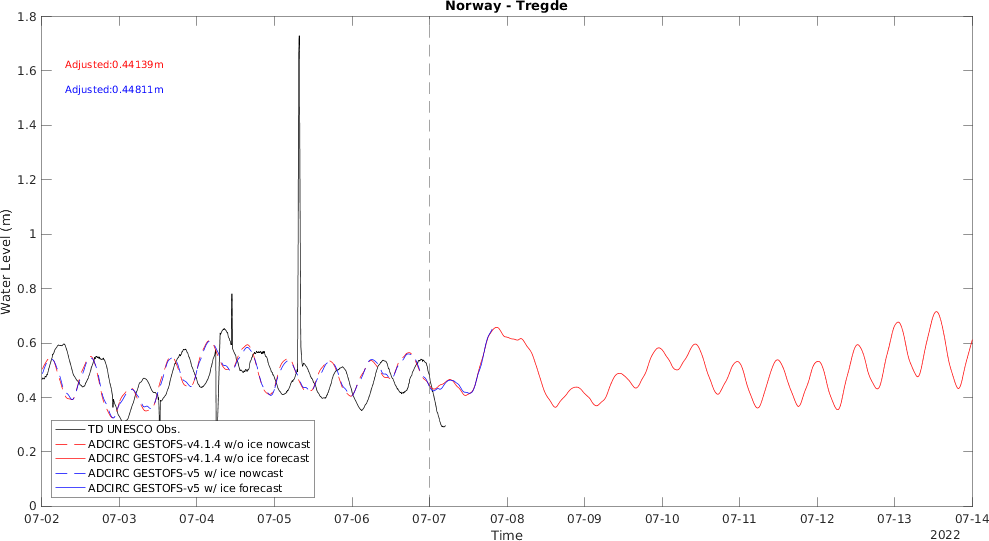 Norway - Tregde
1.8
1.6
1.4
1.2
1
0.8
0.6
0.4
0.2
0
Water Level (m)
Adjusted:0.44139m
Adjusted:0.44811m
TD UNESCO Obs.
ADCIRC GESTOFS-v4.1.4 w/o ice nowcast
ADCIRC GESTOFS-v4.1.4 w/o ice forecast
ADCIRC GESTOFS-v5 w/ ice nowcast
ADCIRC GESTOFS-v5 w/ ice forecast
07-02 07-03 07-04 07-05 07-06 07-07 07-08 07-09 07-10 07-11 07-12 07-13 07-14
Time
2022